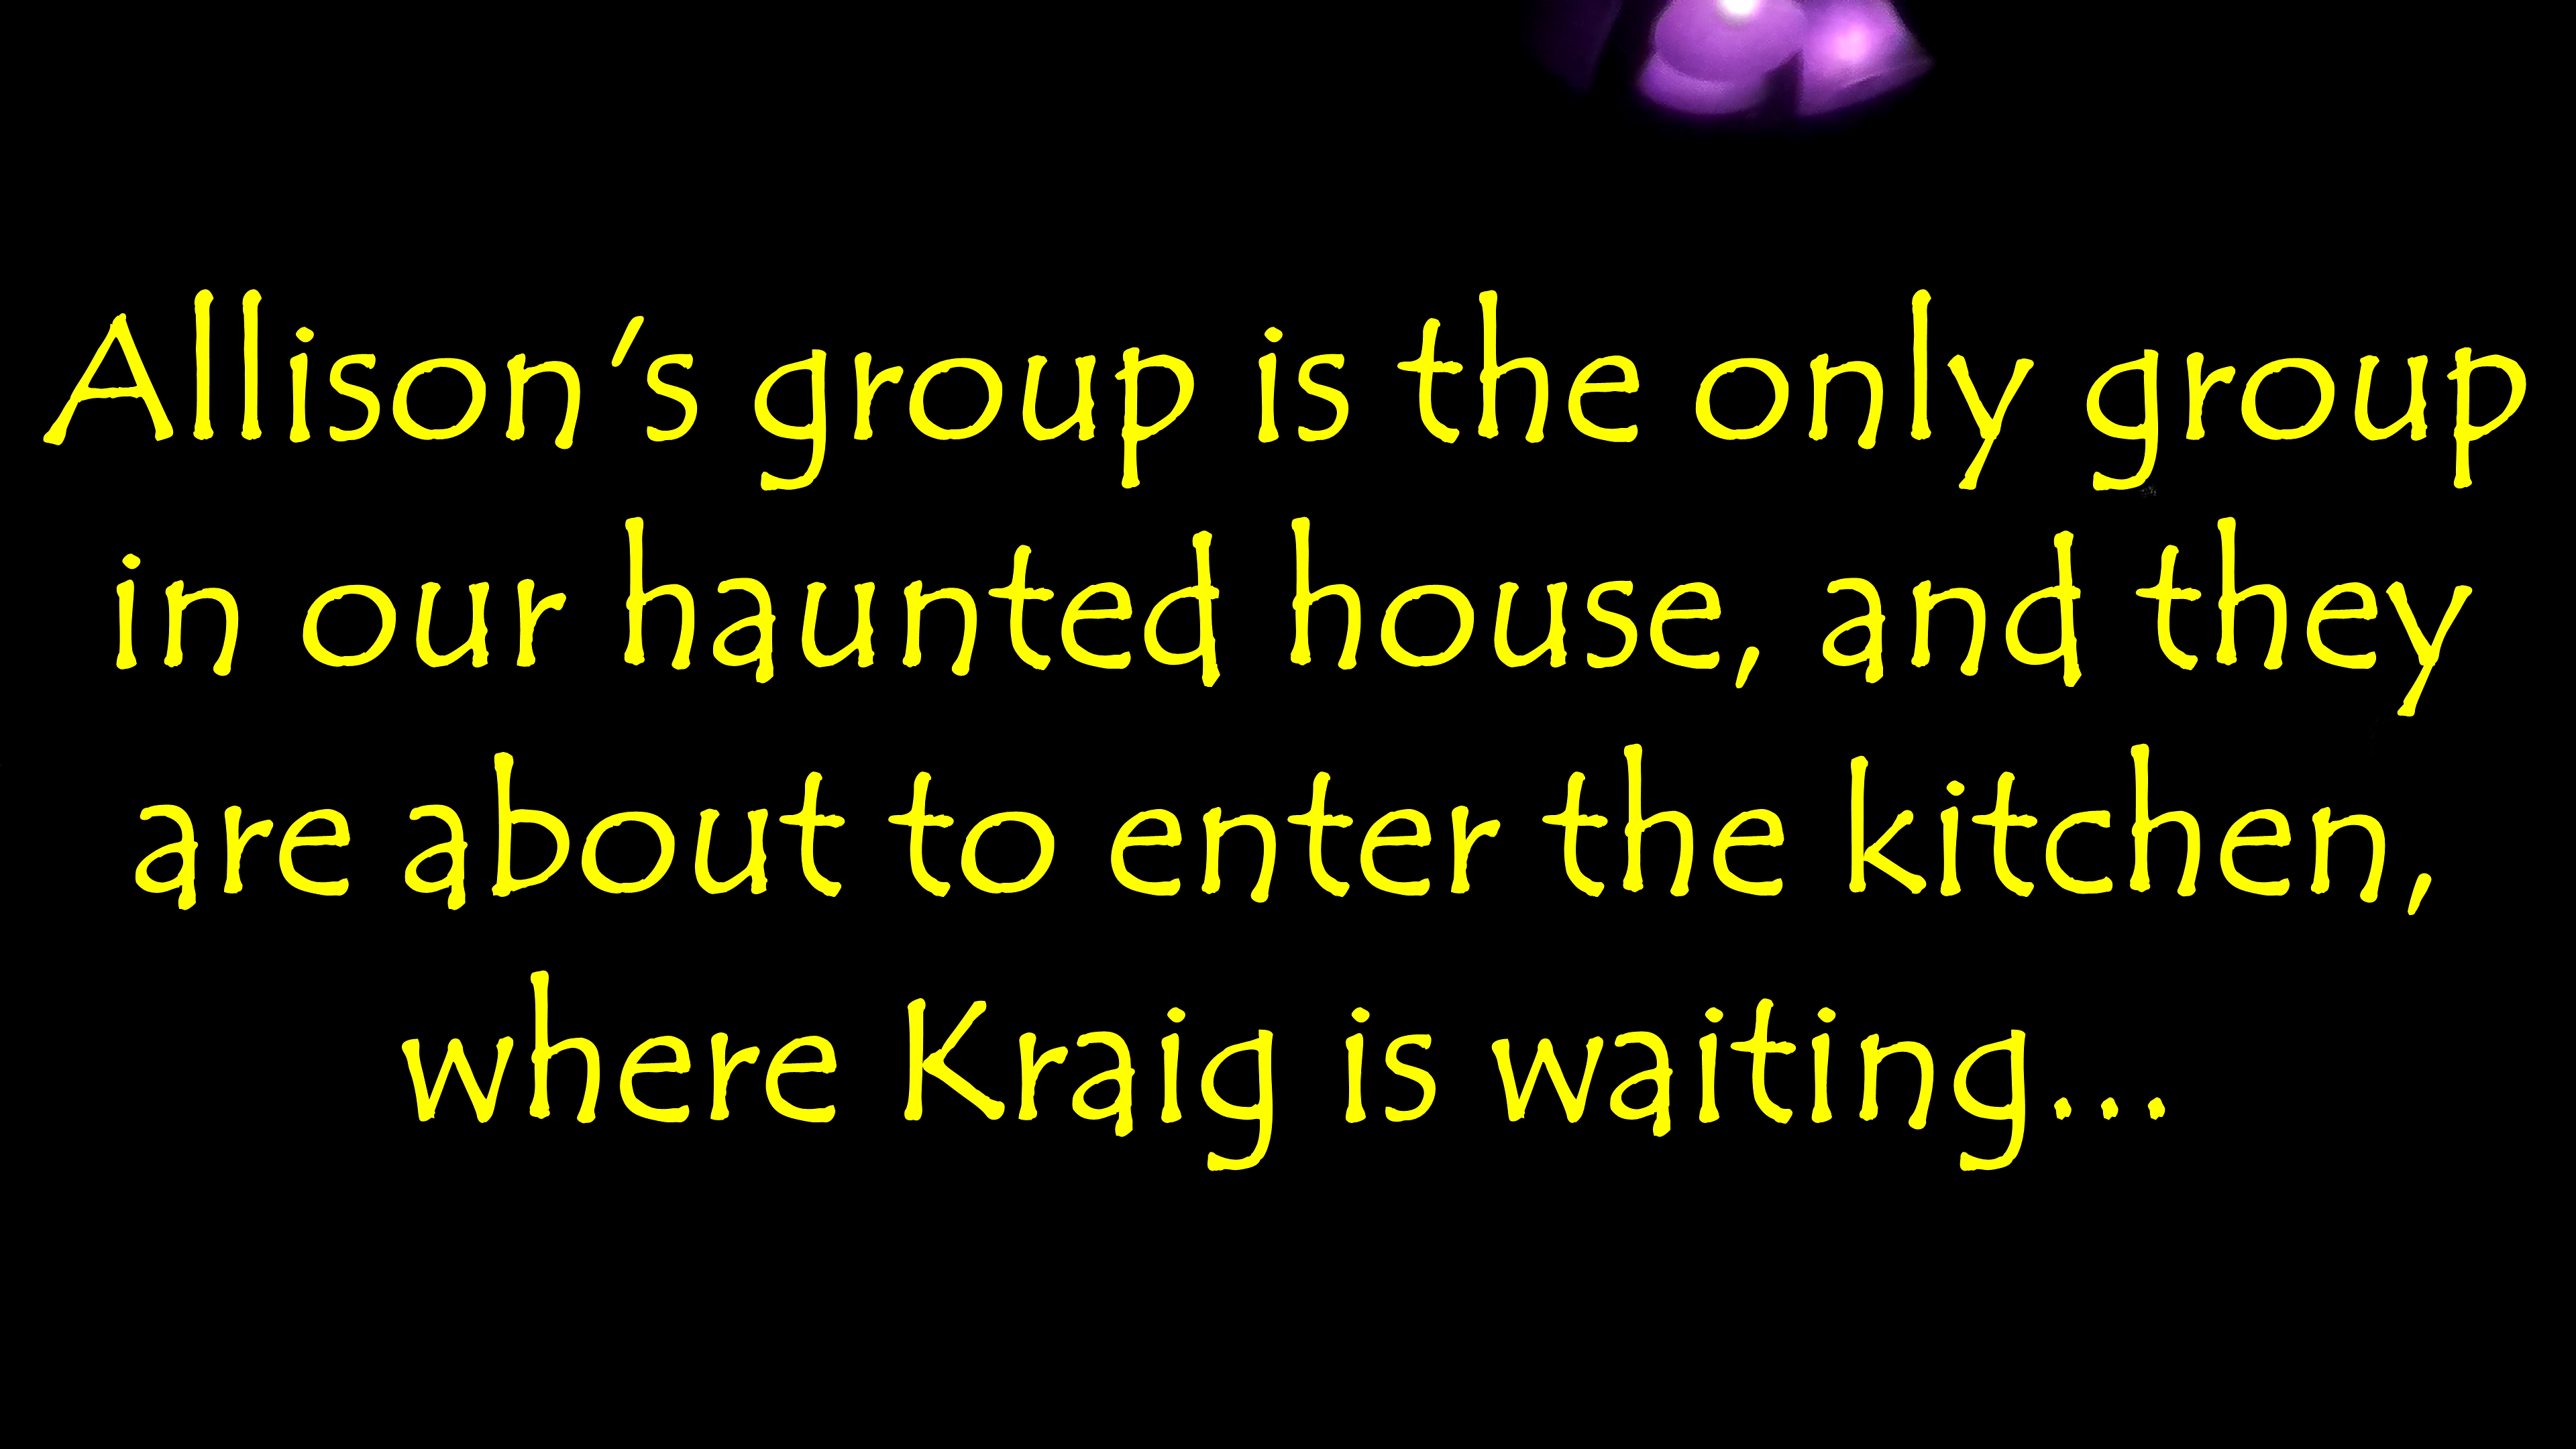 Allison's group is the only group
in our haunted house, and they
are about to enter the kitchen,
where Kraig is waiting...